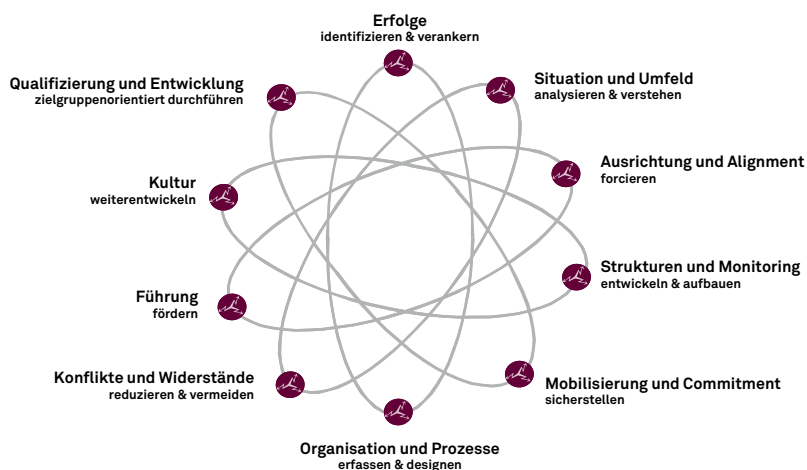 Erfolge
identifizieren & verankern
Situation und Umfeld
analysieren & verstehen
Ausrichtung und Alignment
forcieren
Strukturen und Monitoring
entwickeln & aufbauen
Mobilisierung und Commitment
sicherstellen
Organisation und Prozesse
erfassen & designen
Konflikte und Widerstände
reduzieren & vermeiden
Führung
fördern
Kultur
weiterentwickeln
Qualifizierung und Entwicklung
zielgruppenorientiert durchführen